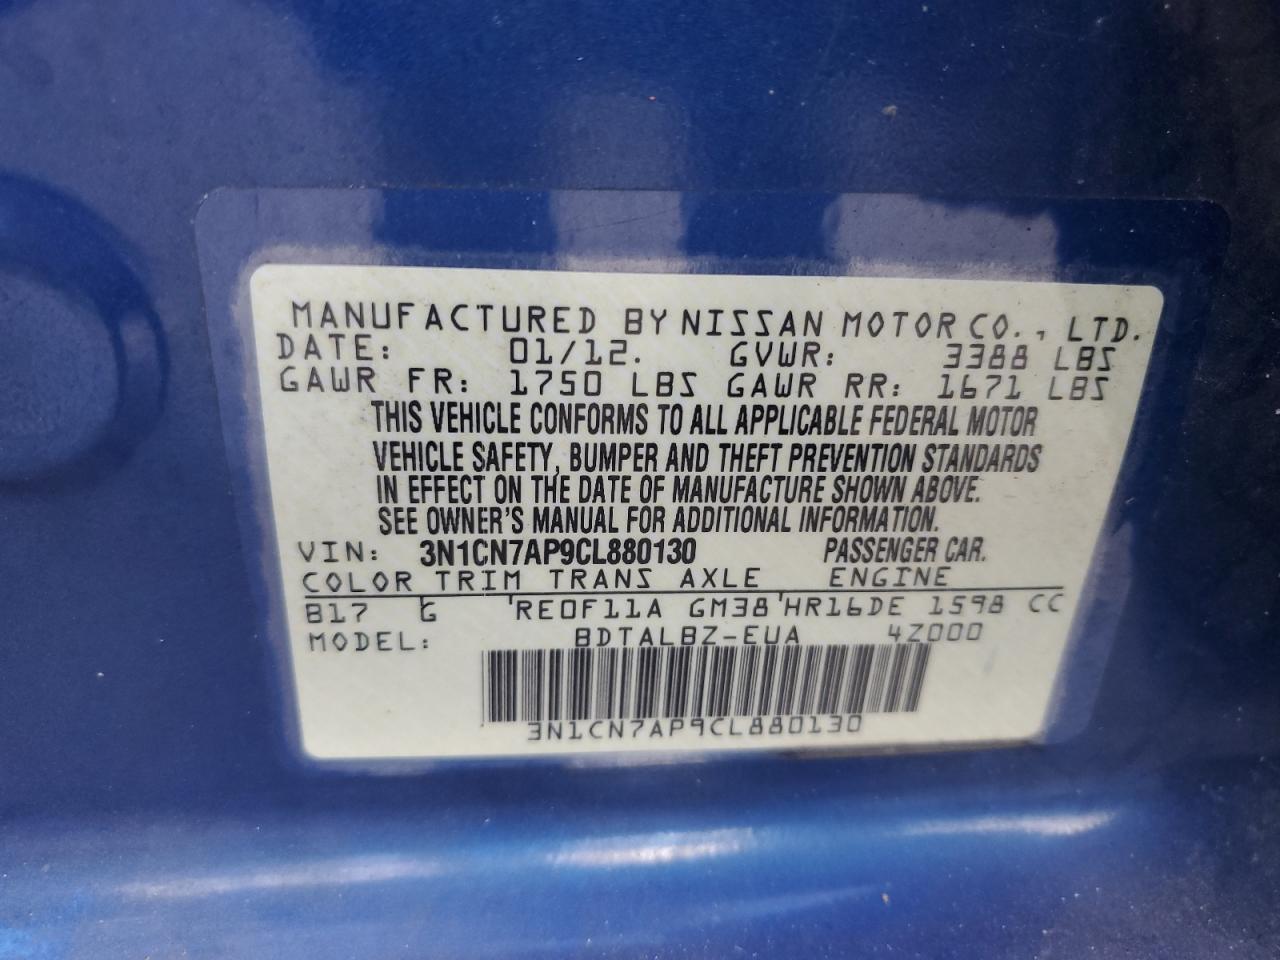 MANUFACTURED BY NISSAN MOTOR CO., LTD.
DATE: 01/12. GVWR: 3388 LBS
GAWR FR: 1750 LBS GAWR RR: 1671 LBS
THIS VEHICLE CONFORMS TO ALL APPLICABLE FEDERAL MOTOR
VEHICLE SAFETY, BUMPER AND THEFT PREVENTION STANDARDS
IN EFFECT ON THE DATE OF MANUFACTURE SHOWN ABOVE.
SEE OWNER'S MANUAL FOR ADDITIONAL INFORMATION.
VIN: 3N1CN7AP9CL880130 PASSENGER CAR.
COLOR TRIM TRANS AXLE ENGINE
B17 G RE0F11A GM38 HR16DE 1598 CC
MODEL: BDTALBZ-EUA 4Z000
3N1CN7AP9CL880130